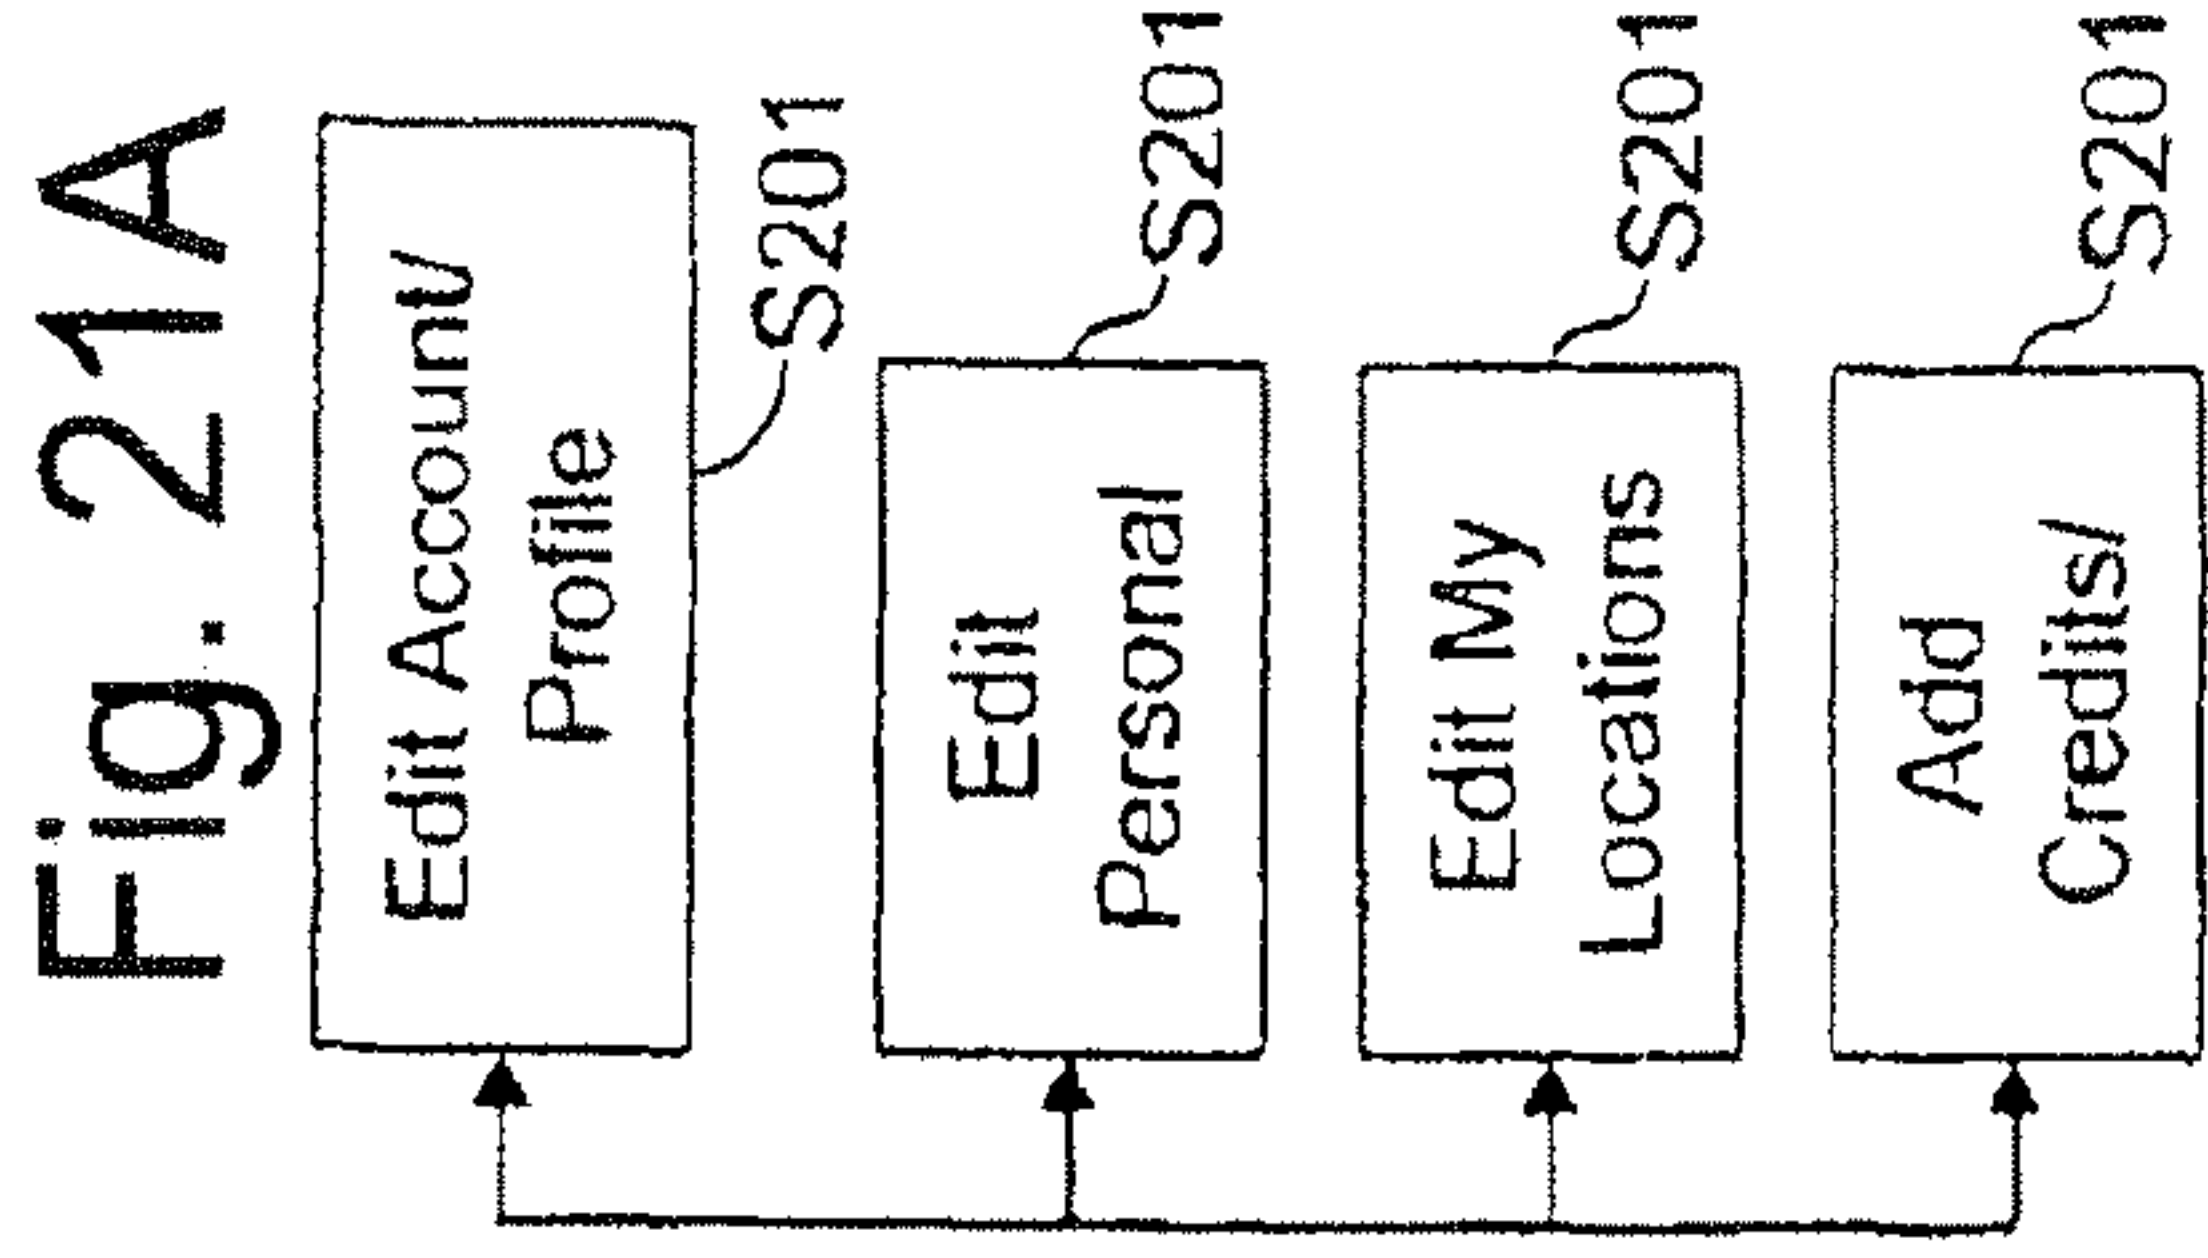 Fig. 21A
Edit Account/
Profile
S201
Edit
Personal
S201
Edit My
Locations
S201
Add
Credits/
S201